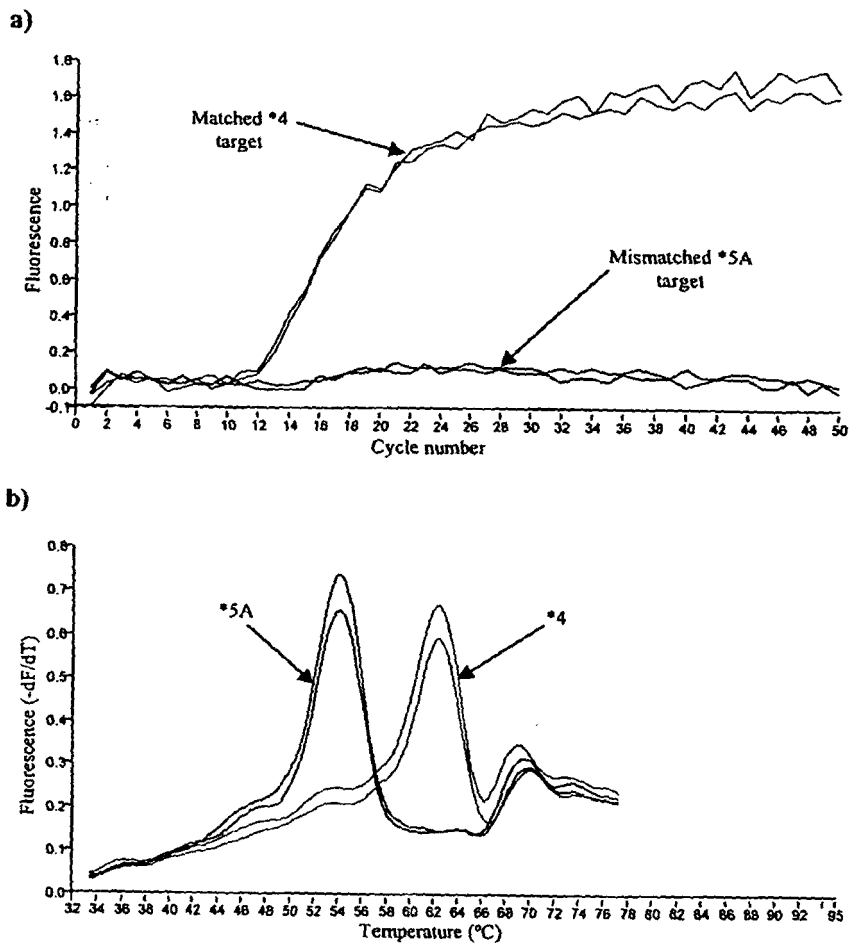 a)
1.8
1.6
1.4
1.2
1.0
0.8
0.6
0.4
0.2
0.0
-0.1
Fluorescence
Matched *4
target
Mismatched *5A
target
0 2 4 6 8 10 12 14 16 18 20 22 24 26 28 30 32 34 36 38 40 42 44 46 48 50
Cycle number
b)
0.8
0.7
0.6
0.5
0.4
0.3
0.2
0.1
0.0
Fluorescence (-dF/dT)
*5A
*4
32 34 36 38 40 42 44 46 48 50 52 54 56 58 60 62 64 66 68 70 72 74 76 78 80 82 84 86 88 90 92 95
Temperature (ºC)